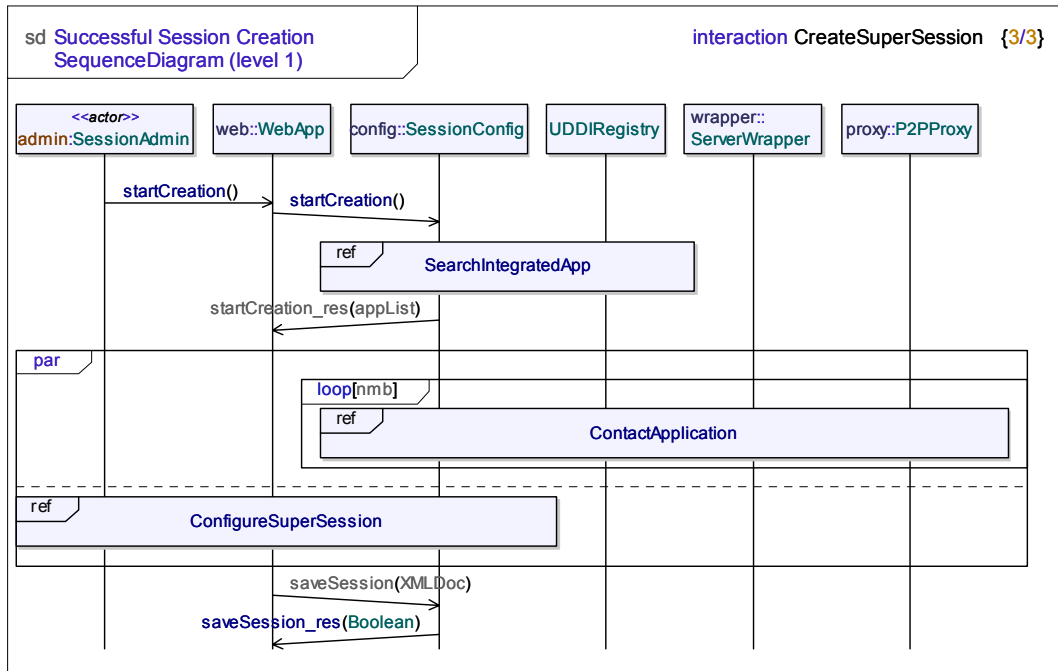 sd Successful Session Creation
SequenceDiagram (level 1)
interaction CreateSuperSession {3/3}
<<actor>>
admin:SessionAdmin
web::WebApp
config::SessionConfig
UDDIRegistry
wrapper::
ServerWrapper
proxy::P2PProxy
startCreation()
startCreation()
ref
SearchIntegratedApp
startCreation_res(appList)
par
loop[nmb]
ref
ContactApplication
ref
ConfigureSuperSession
saveSession(XMLDoc)
saveSession_res(Boolean)